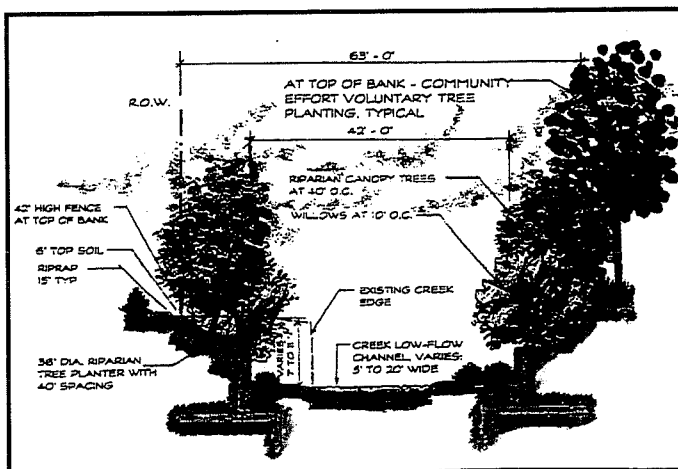 63' - 0"
R.O.W.
AT TOP OF BANK - COMMUNITY
EFFORT VOLUNTARY TREE
PLANTING, TYPICAL
42' - 0"
RIPARIAN CANOPY TREES
AT 40' O.C.
WILLOWS AT 10' O.C.
42" HIGH FENCE
AT TOP OF BANK
6" TOP SOIL
RIPRAP
15" TYP
EXISTING CREEK
EDGE
VARIES
36" DIA. RIPARIAN
TREE PLANTER WITH
40' SPACING
CREEK LOW-FLOW
CHANNEL VARIES:
TO 20' WIDE